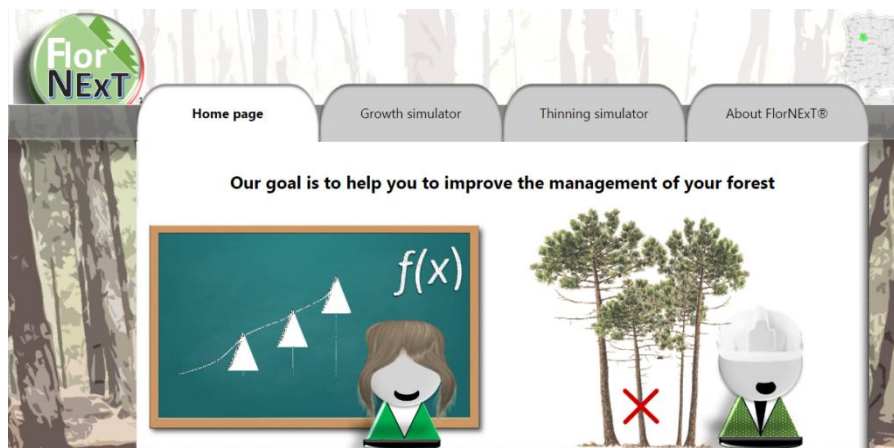 Flor
NExT
Home page
Growth simulator
Thinning simulator
About FlorNExT®
Our goal is to help you to improve the management of your forest
f(x)